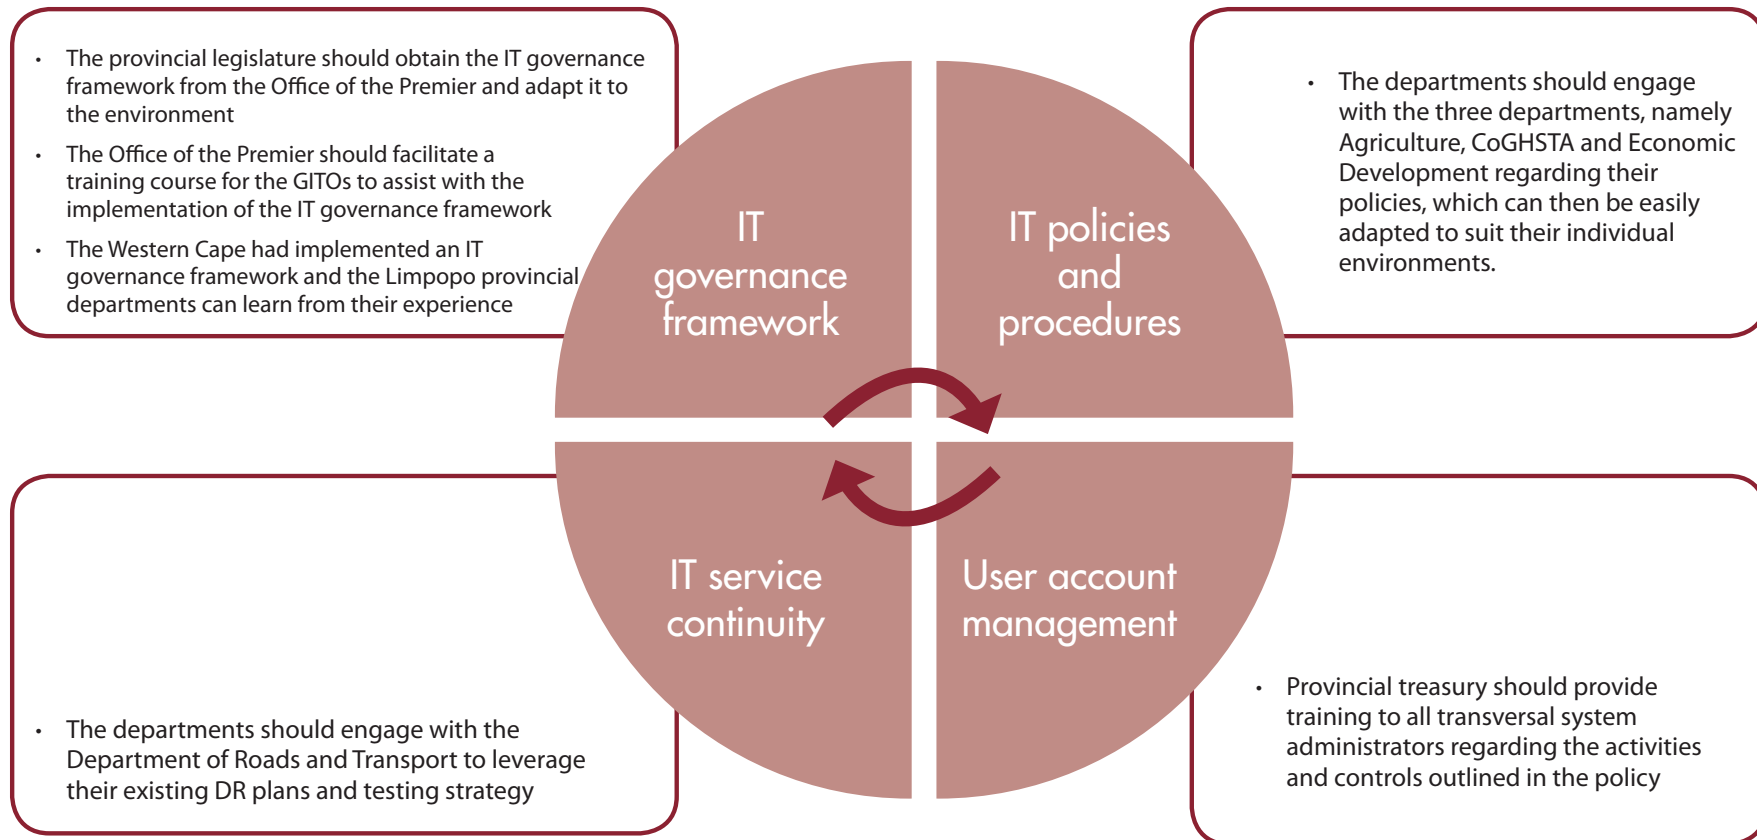 • The provincial legislature should obtain the IT governance
framework from the Office of the Premier and adapt it to
the environment
• The Office of the Premier should facilitate a
training course for the GITOs to assist with the
implementation of the IT governance framework
• The Western Cape had implemented an IT
governance framework and the Limpopo provincial
departments can learn from their experience
IT
governance
framework
IT policies
and
procedures
• The departments should engage
with the three departments, namely
Agriculture, CoGHSTA and Economic
Development regarding their
policies, which can then be easily
adapted to suit their individual
environments.
• The departments should engage with the
Department of Roads and Transport to leverage
their existing DR plans and testing strategy
IT service
continuity
User account
management
• Provincial treasury should provide
training to all transversal system
administrators regarding the activities
and controls outlined in the policy